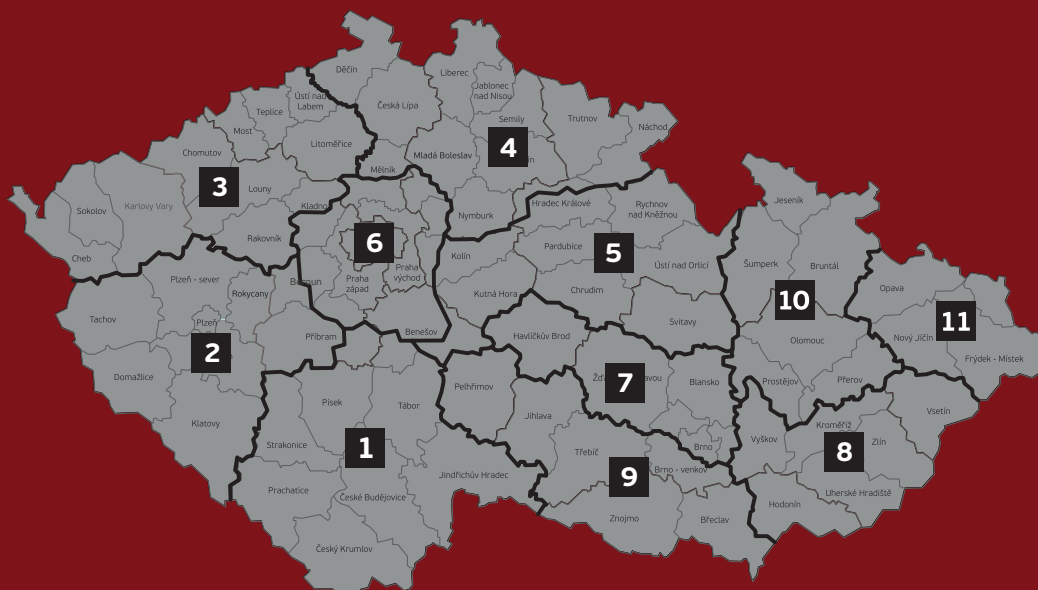 Děčín
Liberec
Jablonec
nad Nisou
Ústí nad
Labem
Česká Lípa
Teplice
Trutnov
Semily
Náchod
Most
Litoměřice
4
Chomutov
Mladá Boleslav
Mělník
3
Louny
Karlovy Vary
Sokolov
Kladno
Nymburk
Hradec Králové
Rychnov
nad Kněžnou
Jeseník
Rakovník
6
Cheb
Kolín
Pardubice
5
Ústí nad Orlicí
Šumperk
Bruntál
Plzeň - sever
Praha
západ
Praha
východ
Rokycany
Kutná Hora
Chrudim
Opava
10
Tachov
Plzeň
Svitavy
11
Příbram
Benešov
Havlíčkův Brod
Olomouc
Nový Jičín
2
Frýdek - Místek
Domažlice
Pelhřimov
7
Blansko
Prostějov
Přerov
Písek
Tábor
Vsetín
Klatovy
Jihlava
Kroměříž
Strakonice
1
Třebíč
Brno
Vyškov
8
Zlín
Brno - venkov
9
Jindřichův Hradec
Prachatice
České Budějovice
Uherské Hradiště
Hodonín
Znojmo
Břeclav
Český Krumlov